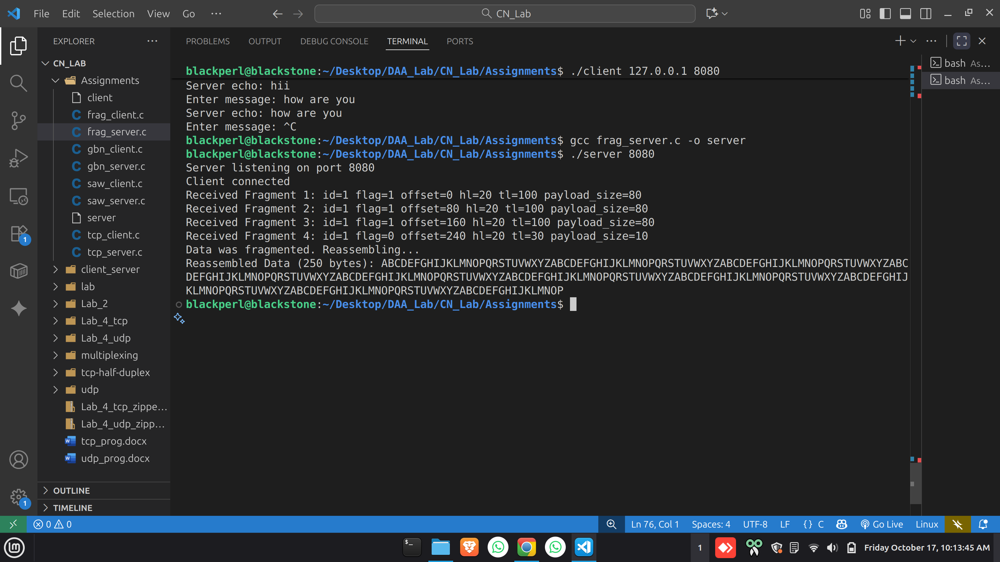 File Edit Selection View Go ··· CN_Lab
EXPLORER ···
PROBLEMS OUTPUT DEBUG CONSOLE TERMINAL PORTS
CN_LAB
Assignments
client
frag_client.c
frag_server.c
gbn_client.c
gbn_server.c
saw_client.c
saw_server.c
server
tcp_client.c
tcp_server.c
client_server
lab
Lab_2
Lab_4_tcp
Lab_4_udp
multiplexing
tcp-half-duplex
udp
Lab_4_tcp_zippe...
Lab_4_udp_zipp...
tcp_prog.docx
udp_prog.docx
OUTLINE
TIMELINE
1
1
blackperl@blackstone:~/Desktop/DAA_Lab/CN_Lab/Assignments$ ./client 127.0.0.1 8080
Server echo: hii
Enter message: how are you
Server echo: how are you
Enter message: ^C
blackperl@blackstone:~/Desktop/DAA_Lab/CN_Lab/Assignments$ gcc frag_server.c -o server
blackperl@blackstone:~/Desktop/DAA_Lab/CN_Lab/Assignments$ ./server 8080
Server listening on port 8080
Client connected
Received Fragment 1: id=1 flag=1 offset=0 hl=20 tl=100 payload_size=80
Received Fragment 2: id=1 flag=1 offset=80 hl=20 tl=100 payload_size=80
Received Fragment 3: id=1 flag=1 offset=160 hl=20 tl=100 payload_size=80
Received Fragment 4: id=1 flag=0 offset=240 hl=20 tl=30 payload_size=10
Data was fragmented. Reassembling...
Reassembled Data (250 bytes): ABCDEFGHIJKLMNOPQRSTUVWXYZABCDEFGHIJKLMNOPQRSTUVWXYZABCDEFGHIJKLMNOPQRSTUVWXYZABC
DEFGHIJKLMNOPQRSTUVWXYZABCDEFGHIJKLMNOPQRSTUVWXYZABCDEFGHIJKLMNOPQRSTUVWXYZABCDEFGHIJKLMNOPQRSTUVWXYZABCDEFGHIJ
KLMNOPQRSTUVWXYZABCDEFGHIJKLMNOPQRSTUVWXYZABCDEFGHIJKLMNOP
blackperl@blackstone:~/Desktop/DAA_Lab/CN_Lab/Assignments$
bash As...
bash As...
0 0 Ln 76, Col 1 Spaces: 4 UTF-8 LF {} C Go Live Linux
$_ 1 Friday October 17, 10:13:45 AM